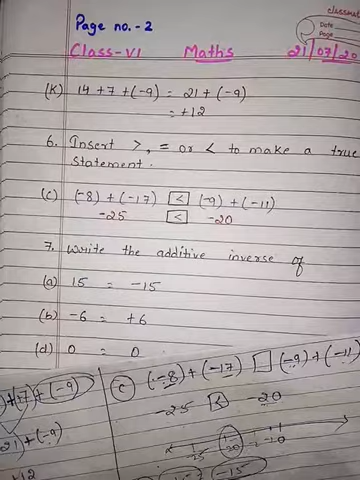 classmate
Date
Page
Page no.-2
Class-VI Maths 21/07/20
(K) 14 + 7 + (-9) = 21 + (-9)
= +12
6. Insert >, = or < to make a true
statement.
(C) (-8) + (-17) < (-9) + (-11)
-25 < -20
7. Write the additive inverse of
(a) 15 = -15
(b) -6 = +6
(d) 0 = 0
+(-9)
C (-8) + (-17) □ (-9) + (-11)
-25 < -20
21) + (-9)
+12